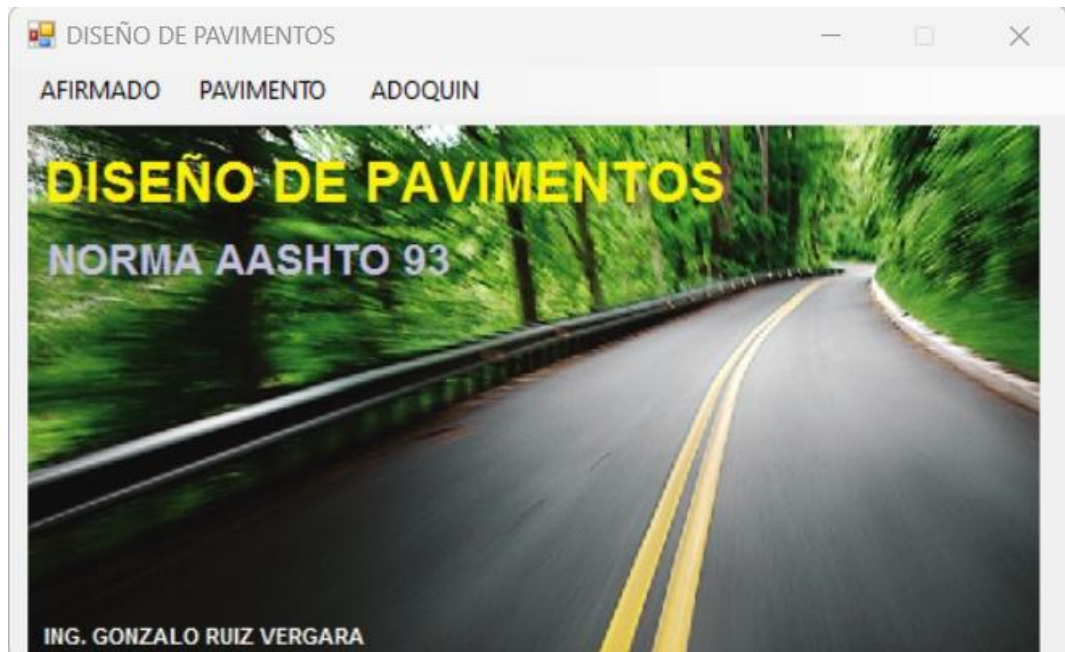 DISEÑO DE PAVIMENTOS
AFIRMADO PAVIMENTO ADOQUIN
DISEÑO DE PAVIMENTOS
NORMA AASHTO 93
ING. GONZALO RUIZ VERGARA